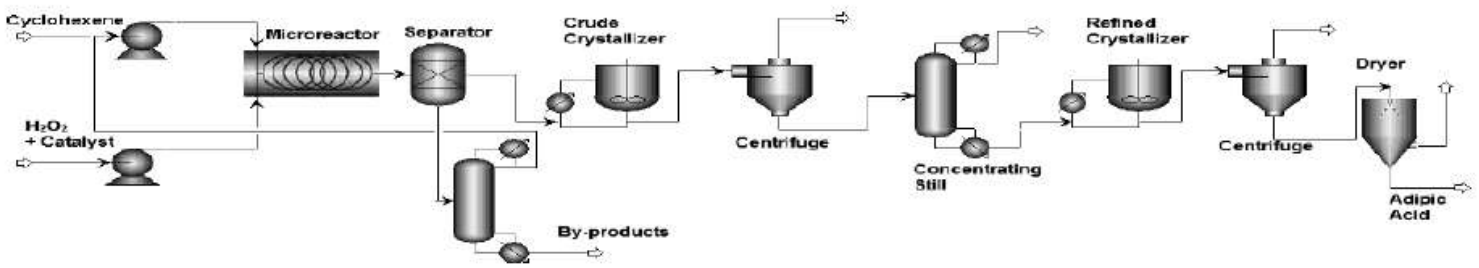 Cyclohexene
Microreactor
Separator
Crude
Crystallizer
Centrifuge
Refined
Crystallizer
Dryer
H₂O₂
+ Catalyst
Concentrating
Still
Centrifuge
Adipic
Acid
By-products